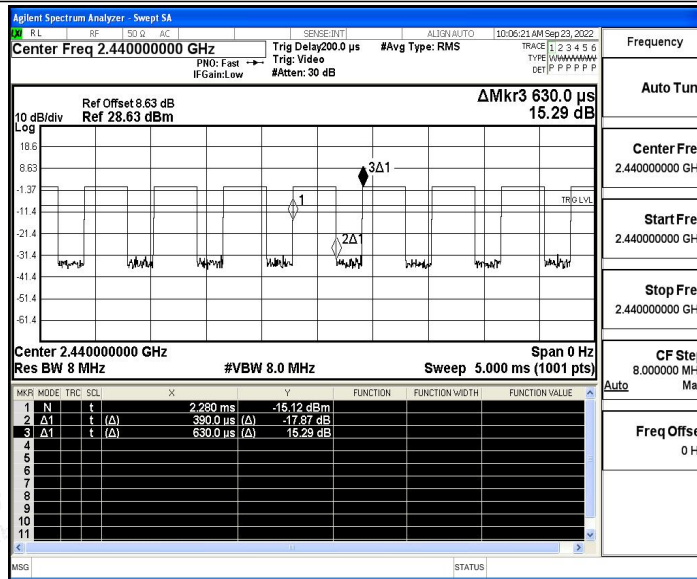 Agilent Spectrum Analyzer - Swept SA
RL RF 50 Ω AC SENSE:INT ALIGN AUTO 10:06:21 AM Sep 23, 2022
Center Freq 2.440000000 GHz
PNO: Fast
IFGain:Low
Trig Delay200.0 µs
Trig: Video
#Atten: 30 dB
#Avg Type: RMS
TRACE 1 2 3 4 5 6
TYPE
DET P P P P P P
Ref Offset 8.63 dB
10 dB/div Ref 28.63 dBm
Log
ΔMkr3 630.0 µs
15.29 dB
18.6
8.63
-1.37
-11.4
-21.4
-31.4
-41.4
-51.4
-61.4
3Δ1
1
2Δ1
TRIG LVL
Center 2.440000000 GHz Span 0 Hz
Res BW 8 MHz #VBW 8.0 MHz Sweep 5.000 ms (1001 pts)
MKR MODE TRC SCL X Y FUNCTION FUNCTION WIDTH FUNCTION VALUE
1 N t 2.280 ms -15.12 dBm
2 Δ1 t (Δ) 390.0 µs (Δ) -17.87 dB
3 Δ1 t (Δ) 630.0 µs (Δ) 15.29 dB
4
5
6
7
8
9
10
11
MSG STATUS
Frequency
Auto Tun
Center Fre
2.440000000 GH
Start Fre
2.440000000 GH
Stop Fre
2.440000000 GH
CF Step
8.000000 MH
Auto Ma
Freq Offse
0 H